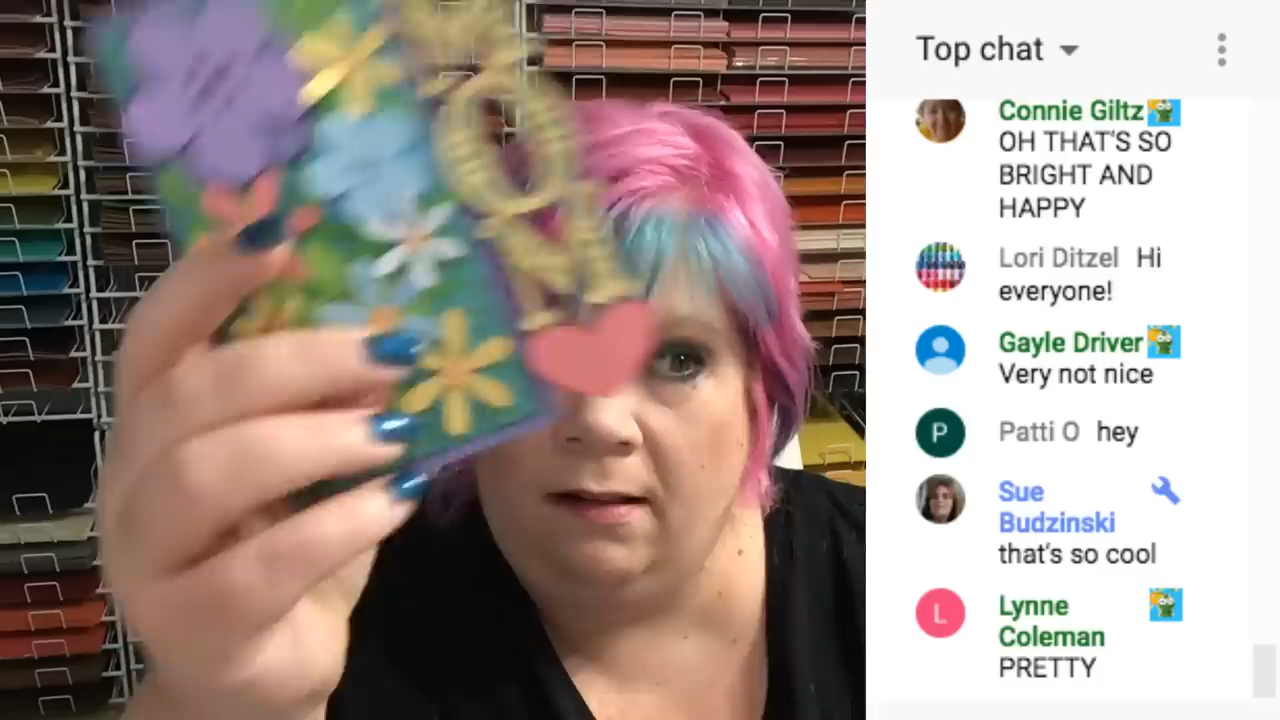 Top chat
Connie Giltz
OH THAT'S SO
BRIGHT AND
HAPPY
Lori Ditzel Hi
everyone!
Gayle Driver
Very not nice
Patti O hey
Sue
Budzinski
that's so cool
L
Lynne
Coleman
PRETTY
P